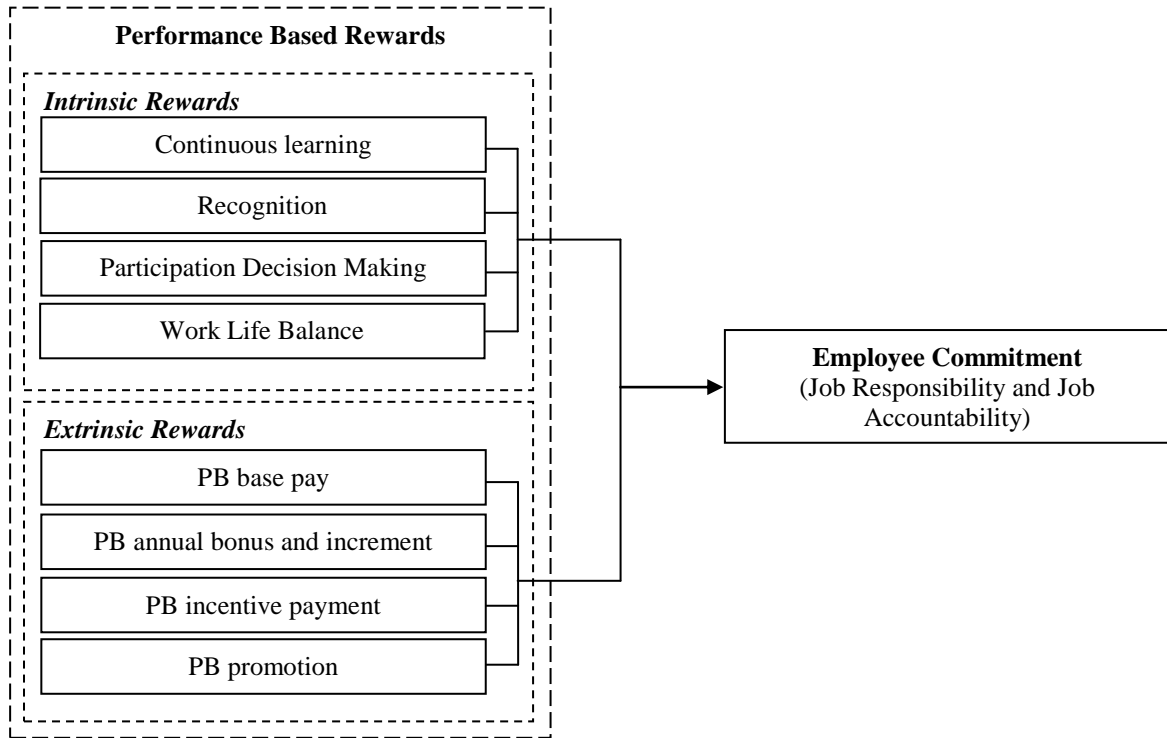 Performance Based Rewards
Intrinsic Rewards
Continuous learning
Recognition
Participation Decision Making
Work Life Balance
Extrinsic Rewards
PB base pay
PB annual bonus and increment
PB incentive payment
PB promotion
Employee Commitment
(Job Responsibility and Job
Accountability)